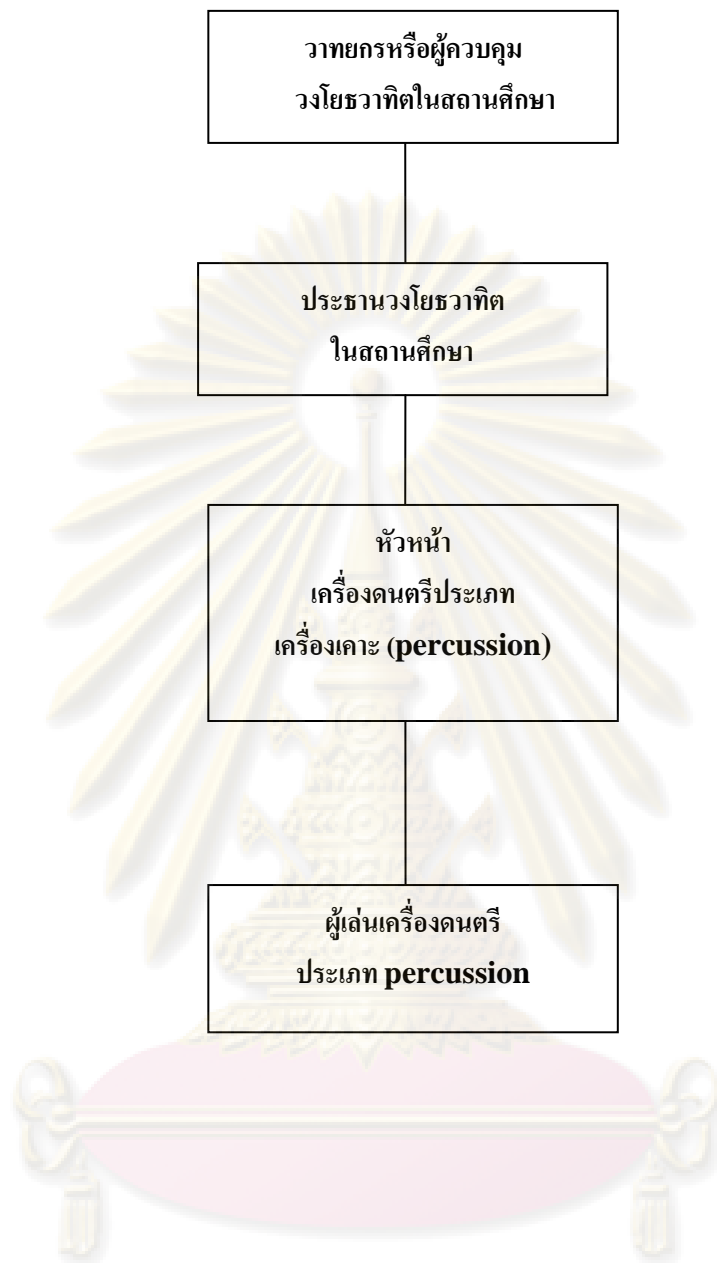 วาทยกรหรือผู้ควบคุม
วงโยธวาทิตในสถานศึกษา
ประธานวงโยธวาทิต
ในสถานศึกษา
หัวหน้า
เครื่องดนตรีประเภท
เครื่องเคาะ (percussion)
ผู้เล่นเครื่องดนตรี
ประเภท percussion